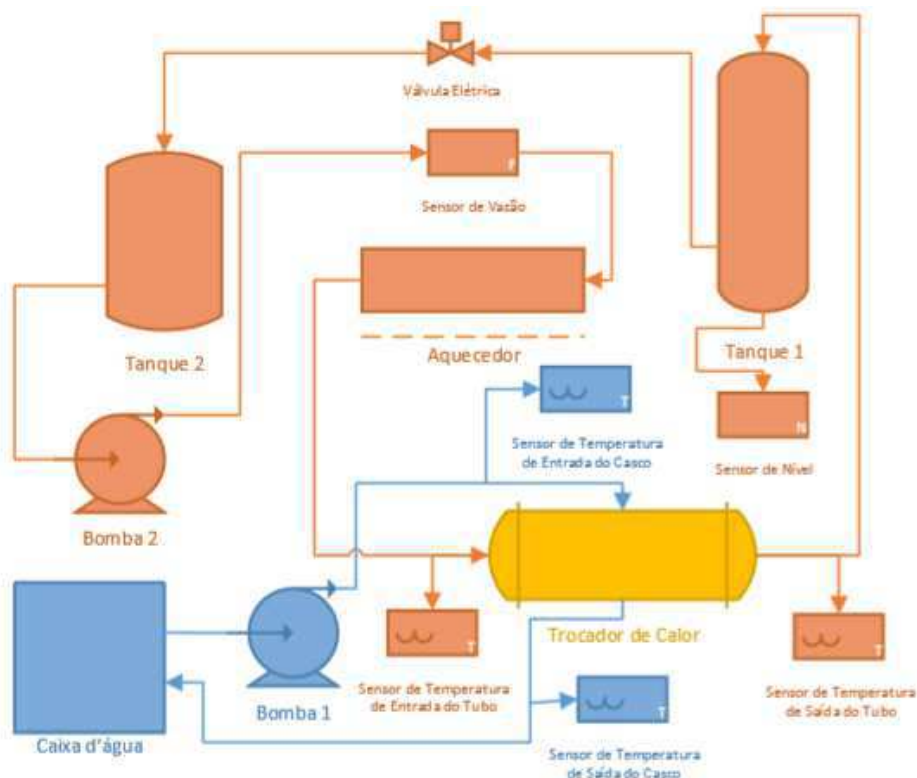 Válvula Elétrica
F
Sensor de Vasão
Tanque 2
Aquecedor
Tanque 1
T
Sensor de Temperatura
de Entrada do Casco
N
Sensor de Nível
Bomba 2
Trocador de Calor
T
Sensor de Temperatura
de Entrada do Tubo
T
Sensor de Temperatura
de Saída do Tubo
Bomba 1
Caixa d'água
T
Sensor de Temperatura
de Saída do Casco